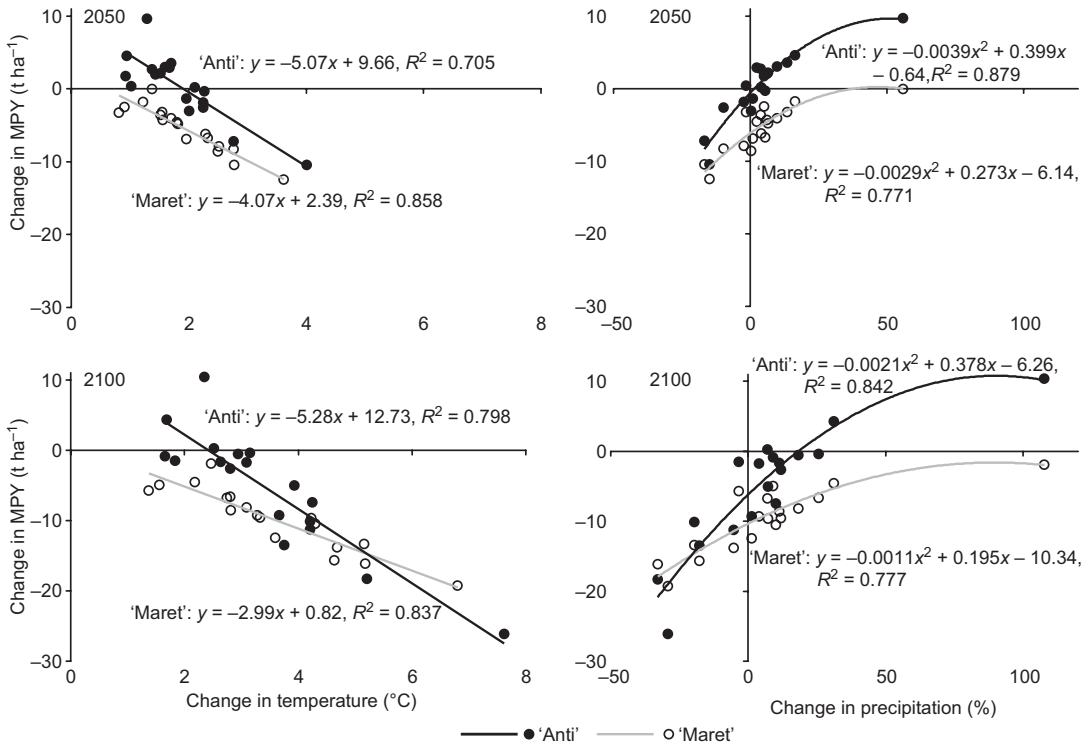 Change in MPY (t ha⁻¹)
10
0
–10
–20
–30
2050
‘Anti’: y = –5.07x + 9.66, R² = 0.705
‘Maret’: y = –4.07x + 2.39, R² = 0.858
0
2
4
6
8
10
0
–10
–20
–30
2050
‘Anti’: y = –0.0039x² + 0.399x
– 0.64,R² = 0.879
‘Maret’: y = –0.0029x² + 0.273x – 6.14,
R² = 0.771
–50
0
50
100
Change in MPY (t ha⁻¹)
10
0
–10
–20
–30
2100
‘Anti’: y = –5.28x + 12.73, R² = 0.798
‘Maret’: y = –2.99x + 0.82, R² = 0.837
0
2
4
6
8
Change in temperature (°C)
10
0
–10
–20
–30
2100
‘Anti’: y = –0.0021x² + 0.378x – 6.26,
R² = 0.842
‘Maret’: y = –0.0011x² + 0.195x – 10.34,
R² = 0.777
–50
0
50
100
Change in precipitation (%)
‘Anti’ ‘Maret’